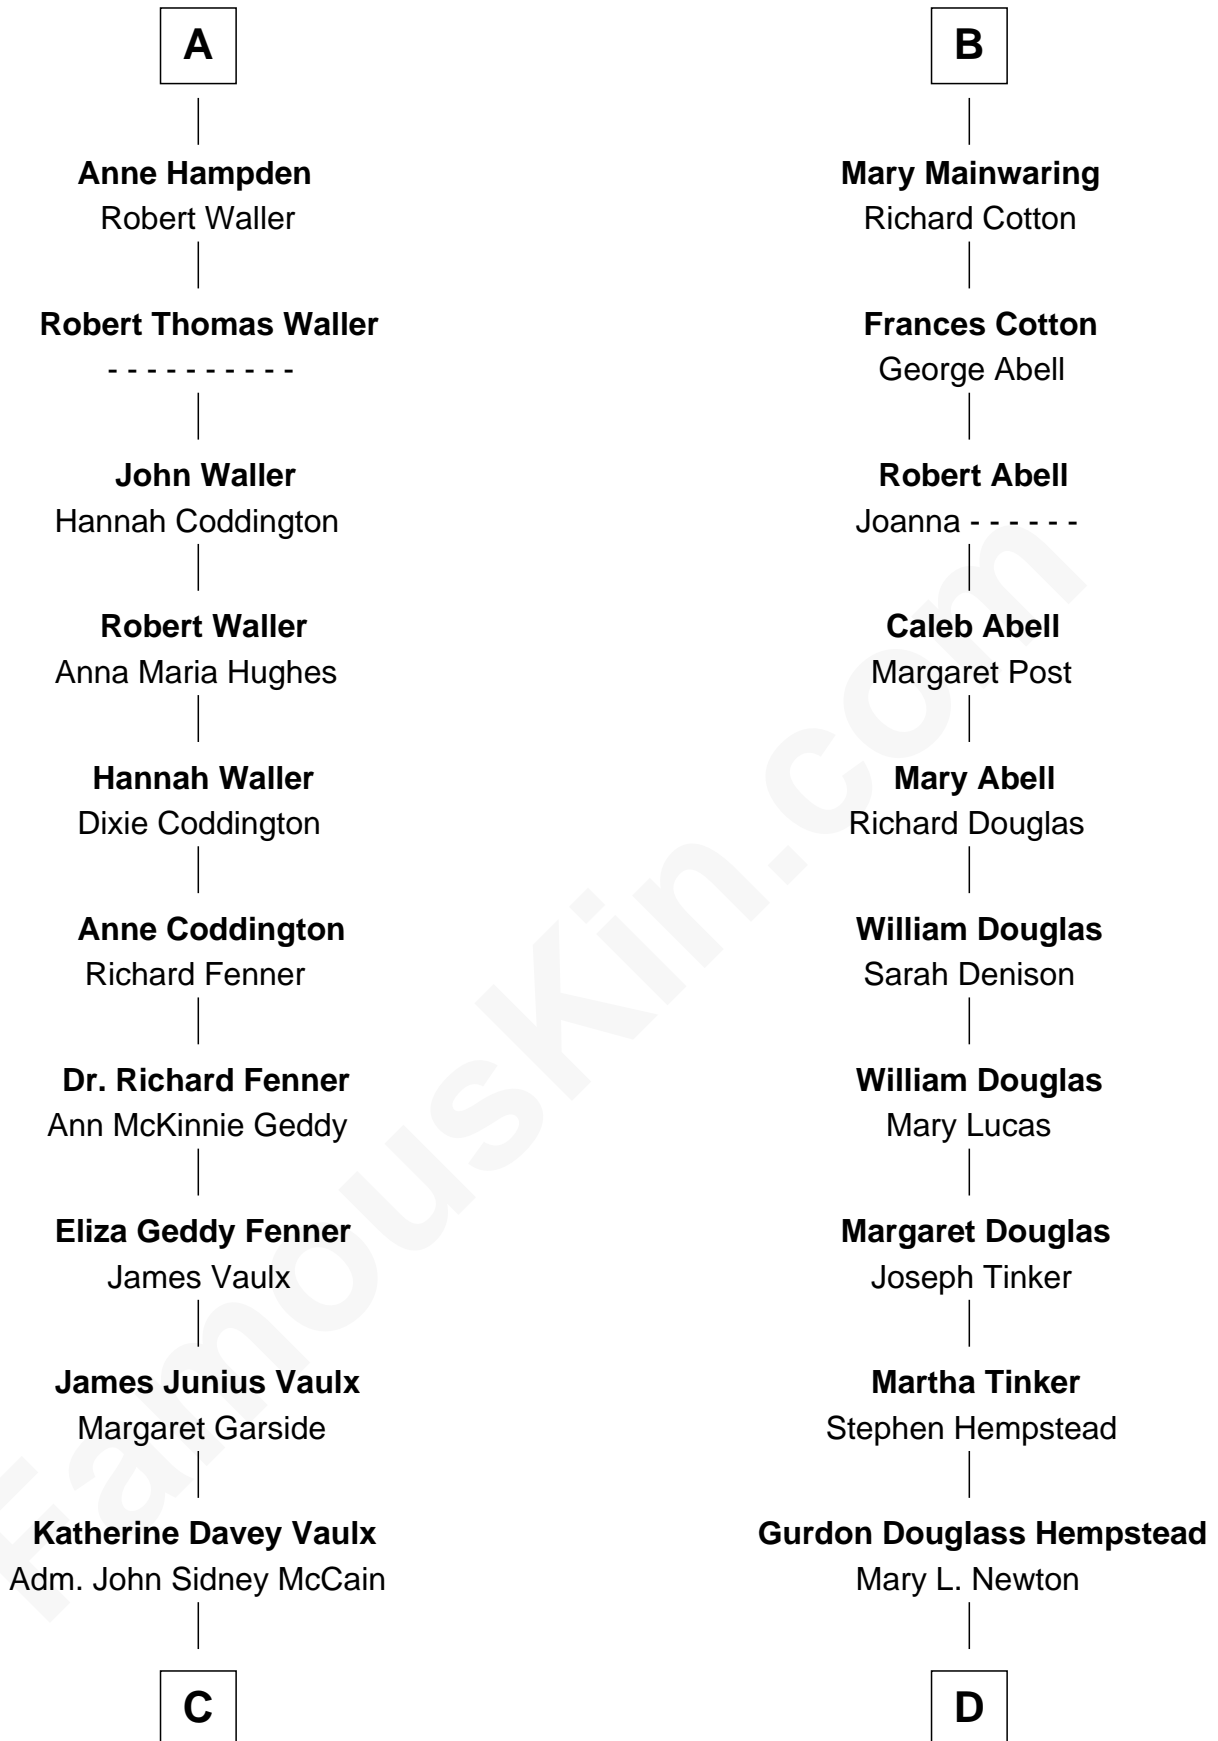 A
Anne Hampden
Robert Waller
Robert Thomas Waller
- - - - - - - - - -
John Waller
Hannah Coddington
Robert Waller
Anna Maria Hughes
Hannah Waller
Dixie Coddington
Anne Coddington
Richard Fenner
Dr. Richard Fenner
Ann McKinnie Geddy
Eliza Geddy Fenner
James Vaulx
James Junius Vaulx
Margaret Garside
Katherine Davey Vaulx
Adm. John Sidney McCain
C
B
Mary Mainwaring
Richard Cotton
Frances Cotton
George Abell
Robert Abell
Joanna - - - - - -
Caleb Abell
Margaret Post
Mary Abell
Richard Douglas
William Douglas
Sarah Denison
William Douglas
Mary Lucas
Margaret Douglas
Joseph Tinker
Martha Tinker
Stephen Hempstead
Gurdon Douglass Hempstead
Mary L. Newton
D
FamousKin.com